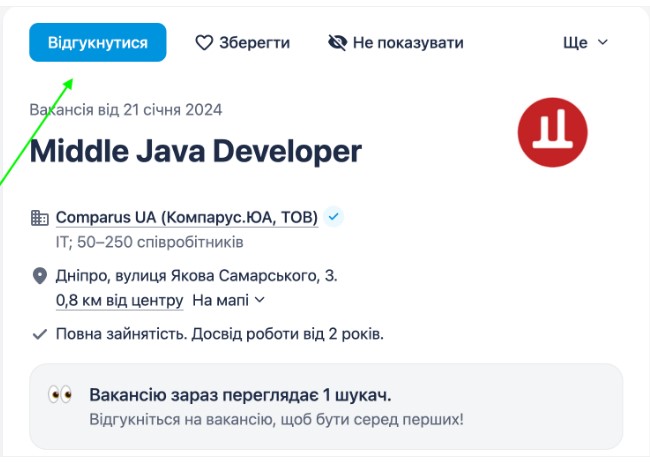 Відгукнутися Зберегти Не показувати Ще
Вакансія від 21 січня 2024
Middle Java Developer
Comparus UA (Компарус.ЮА, ТОВ)
IT; 50–250 співробітників
Дніпро, вулиця Якова Самарського, 3.
0,8 км від центру На мапі
Повна зайнятість. Досвід роботи від 2 років.
Вакансію зараз переглядає 1 шукач.
Відгукніться на вакансію, щоб бути серед перших!